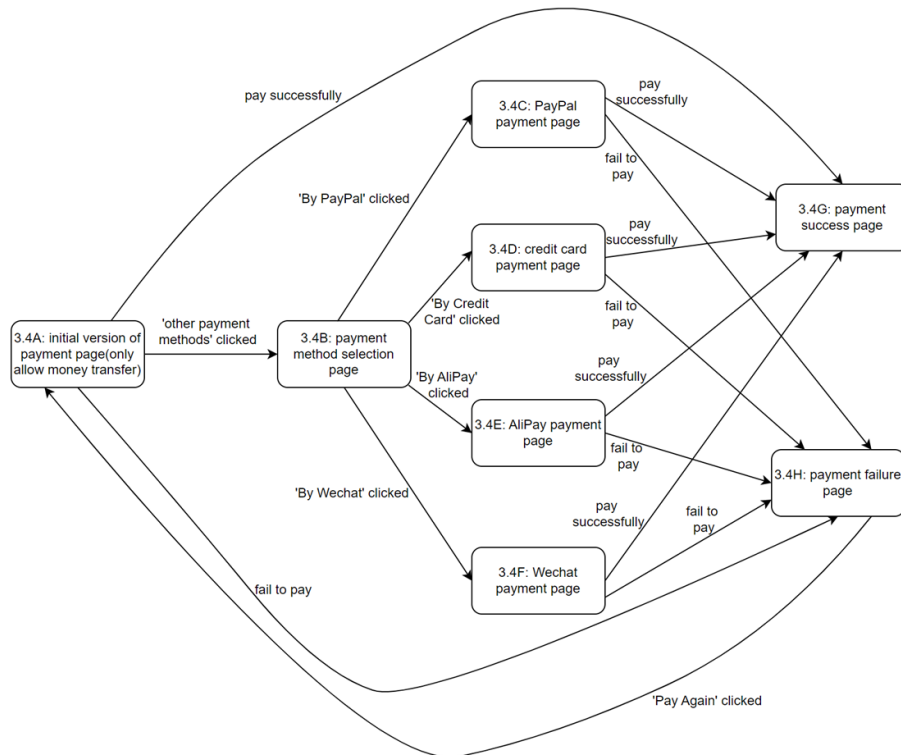 pay successfully
3.4C: PayPal
payment page
pay
successfully
fail to
pay
'By PayPal' clicked
3.4G: payment
success page
3.4D: credit card
payment page
pay
successfully
'By Credit
Card' clicked
fail to
pay
3.4A: initial version of
payment page(only
allow money transfer)
'other payment
methods' clicked
3.4B: payment
method selection
page
'By AliPay'
clicked
pay
successfully
3.4E: AliPay payment
page
fail to
pay
3.4H: payment failure
page
'By Wechat' clicked
pay
successfully
fail to
pay
3.4F: Wechat
payment page
fail to pay
'Pay Again' clicked